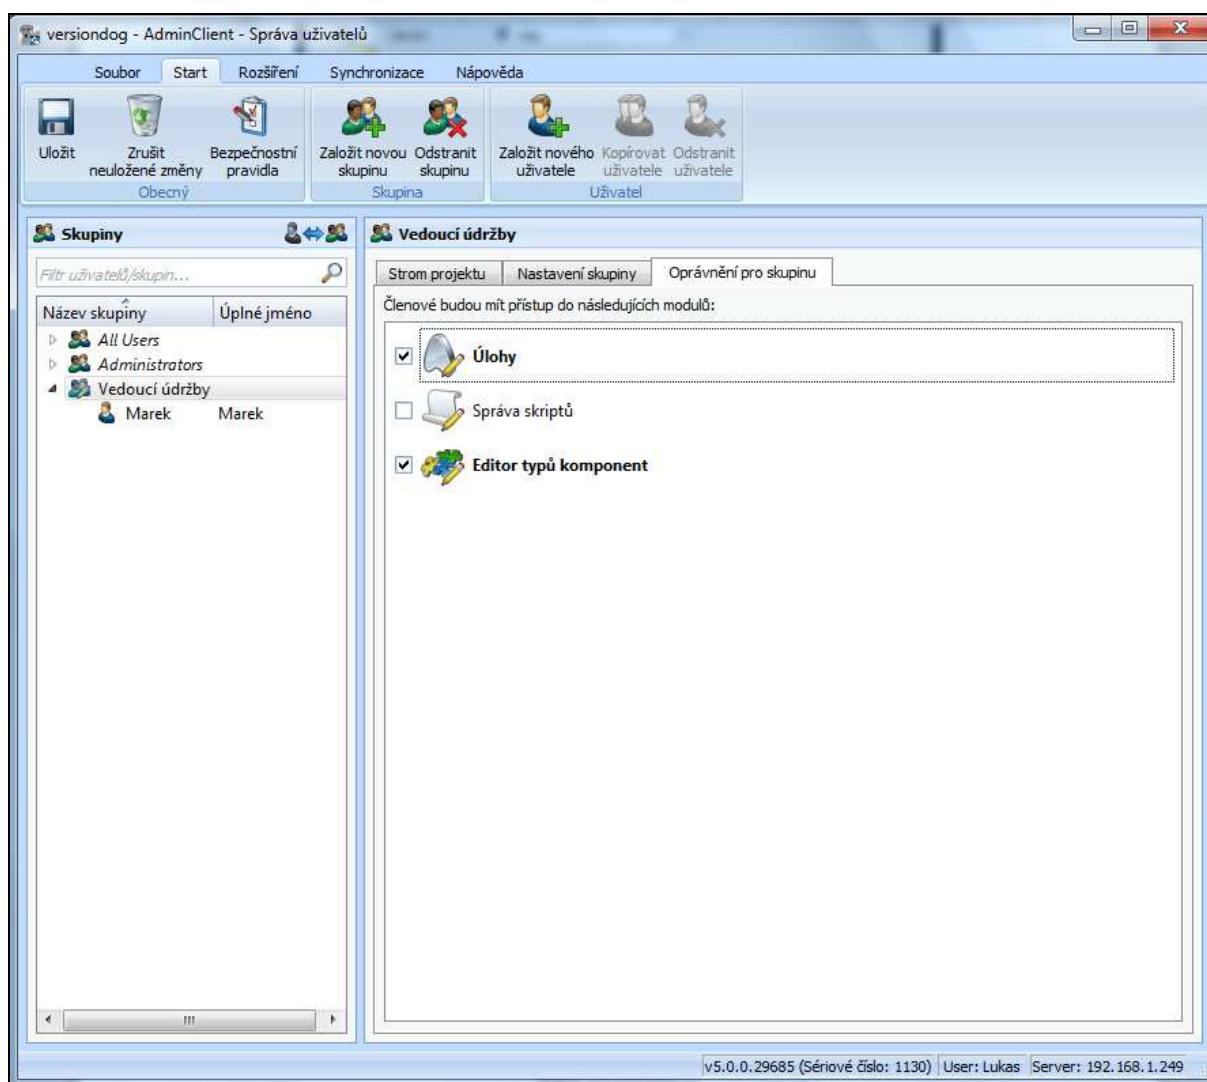 versiondog - AdminClient - Správa uživatelů
Soubor Start Rozšíření Synchronizace Nápověda
Uložit
Zrušit neuložené změny
Bezpečnostní pravidla
Založit novou skupinu
Odstranit skupinu
Založit nového uživatele
Kopírovat uživatele
Odstranit uživatele
Obecný Skupina Uživatel
Skupiny
Filtr uživatelů/skupin...
Název skupiny Úplné jméno
All Users
Administrators
Vedoucí údržby
Marek Marek
Vedoucí údržby
Strom projektu Nastavení skupiny Oprávnění pro skupinu
Členové budou mít přístup do následujících modulů:
Úlohy
Správa skriptů
Editor typů komponent
v5.0.0.29685 (Sériové číslo: 1130) User: Lukas Server: 192.168.1.249